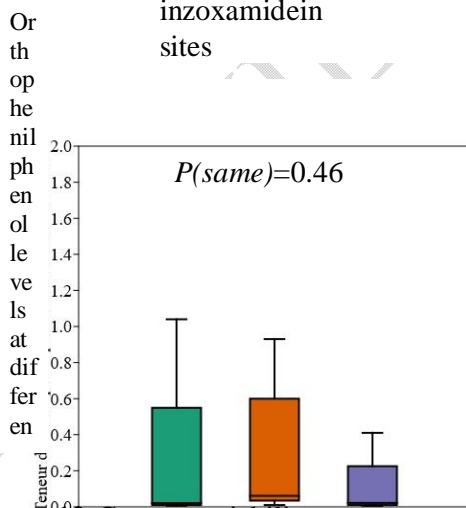 inzoxamidein
sites
Or
th
op
he
nil
ph
en
ol
le
ve
ls
at
dif
fer
en
P(same)=0.46
2.0
1.8
1.6
1.4
1.2
1.0
0.8
0.6
0.4
0.2
0.0
Teneur d